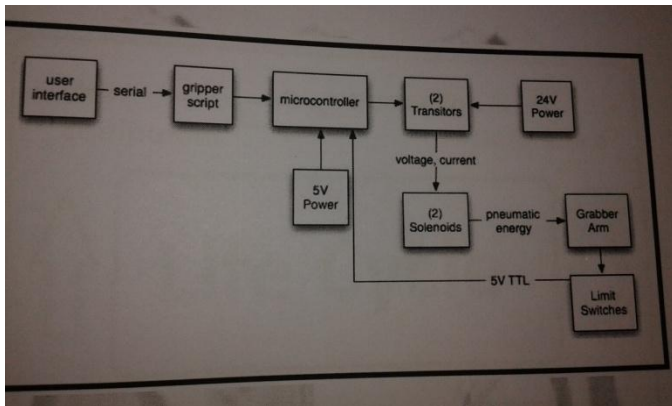 user
interface
serial
gripper
script
microcontroller
(2)
Transitors
24V
Power
voltage, current
5V
Power
(2)
Solenoids
pneumatic
energy
Grabber
Arm
5V TTL
Limit
Switches